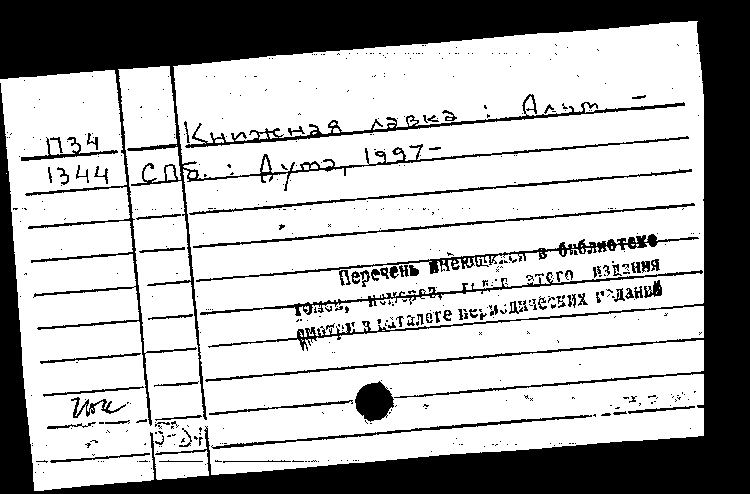 П34
1344
Книжная лавка : Альм. -
СПб. : Аута, 1997-
Перечень имеющихся в библиотеке
томов, номеров, годов этого издания
смотри в каталоге периодических изданий